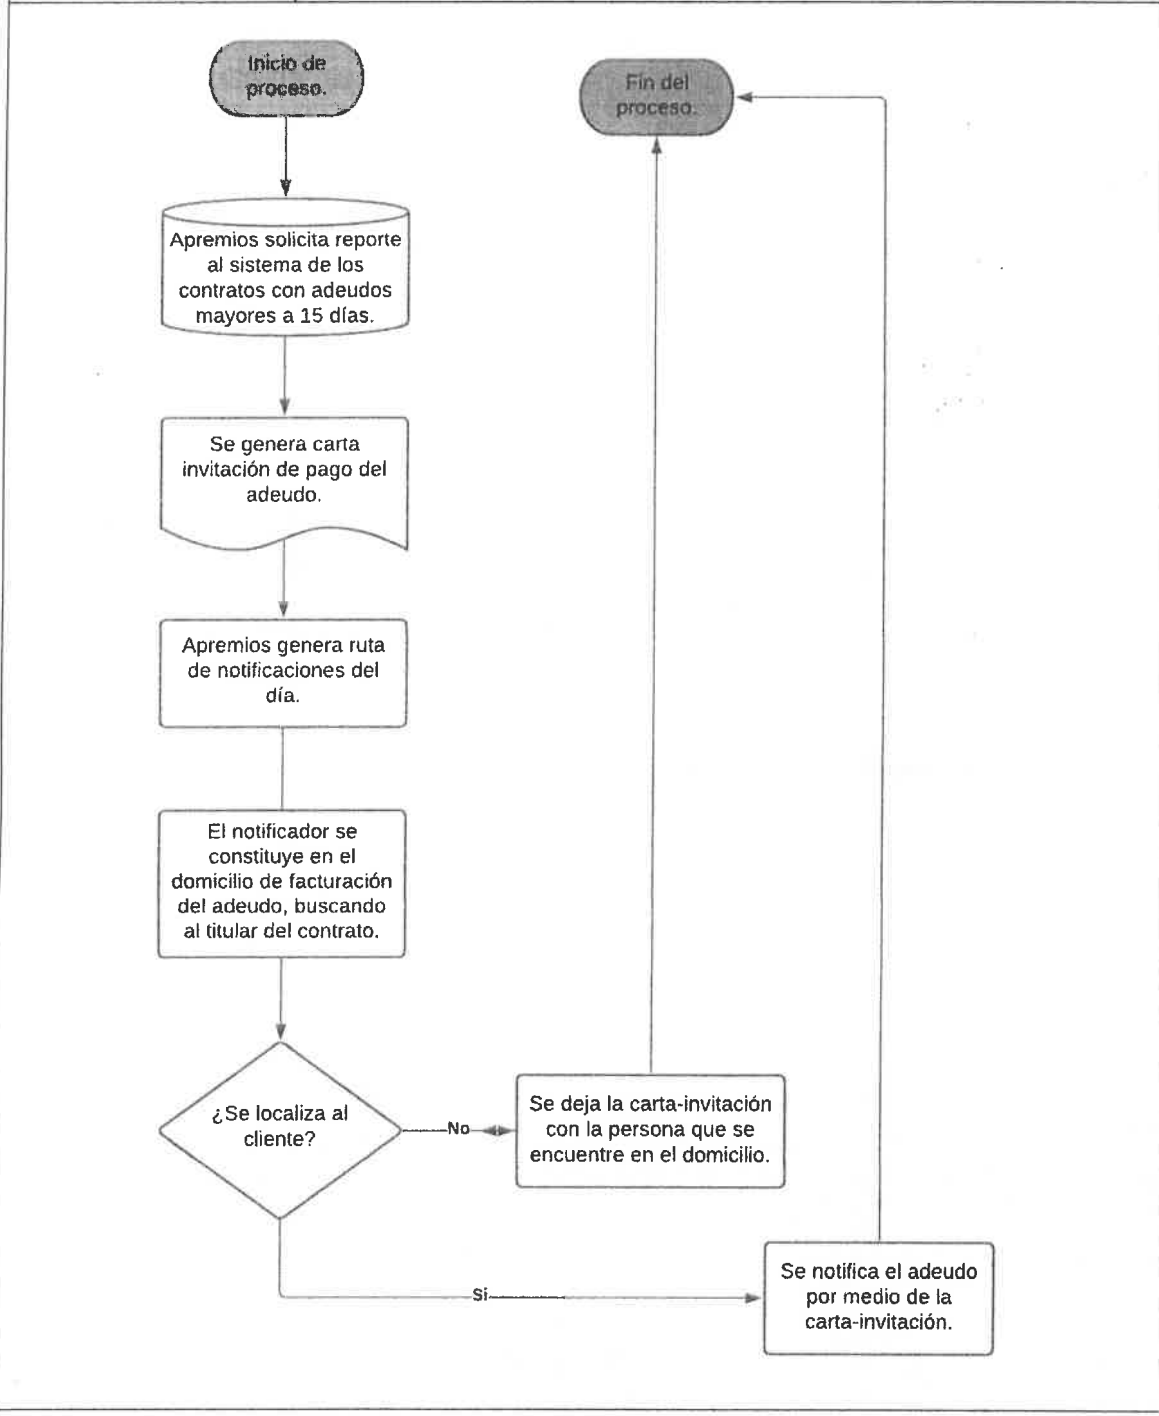 Inicio de
proceso.
Fin del
proceso.
Apremios solicita reporte
al sistema de los
contratos con adeudos
mayores a 15 días.
Se genera carta
invitación de pago del
adeudo.
Apremios genera ruta
de notificaciones del
día.
El notificador se
constituye en el
domicilio de facturación
del adeudo, buscando
al titular del contrato.
¿Se localiza al
cliente?
No
Se deja la carta-invitación
con la persona que se
encuentre en el domicilio.
Si
Se notifica el adeudo
por medio de la
carta-invitación.